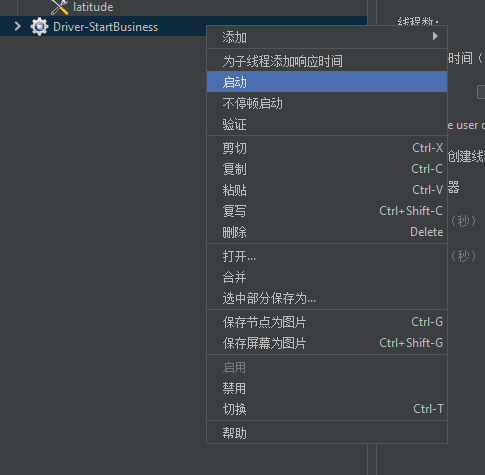 latitude
Driver-StartBusiness
线程数:
添加
时间（
为子线程添加响应时间
启动
不停顿启动
验证
e user
创建线
剪切 Ctrl-X
复制 Ctrl-C
粘贴 Ctrl-V
器
复写 Ctrl+Shift-C
（秒）
删除 Delete
打开...
（秒）
合并
选中部分保存为...
保存节点为图片 Ctrl-G
保存屏幕为图片 Ctrl+Shift-G
启用
禁用
切换 Ctrl-T
帮助